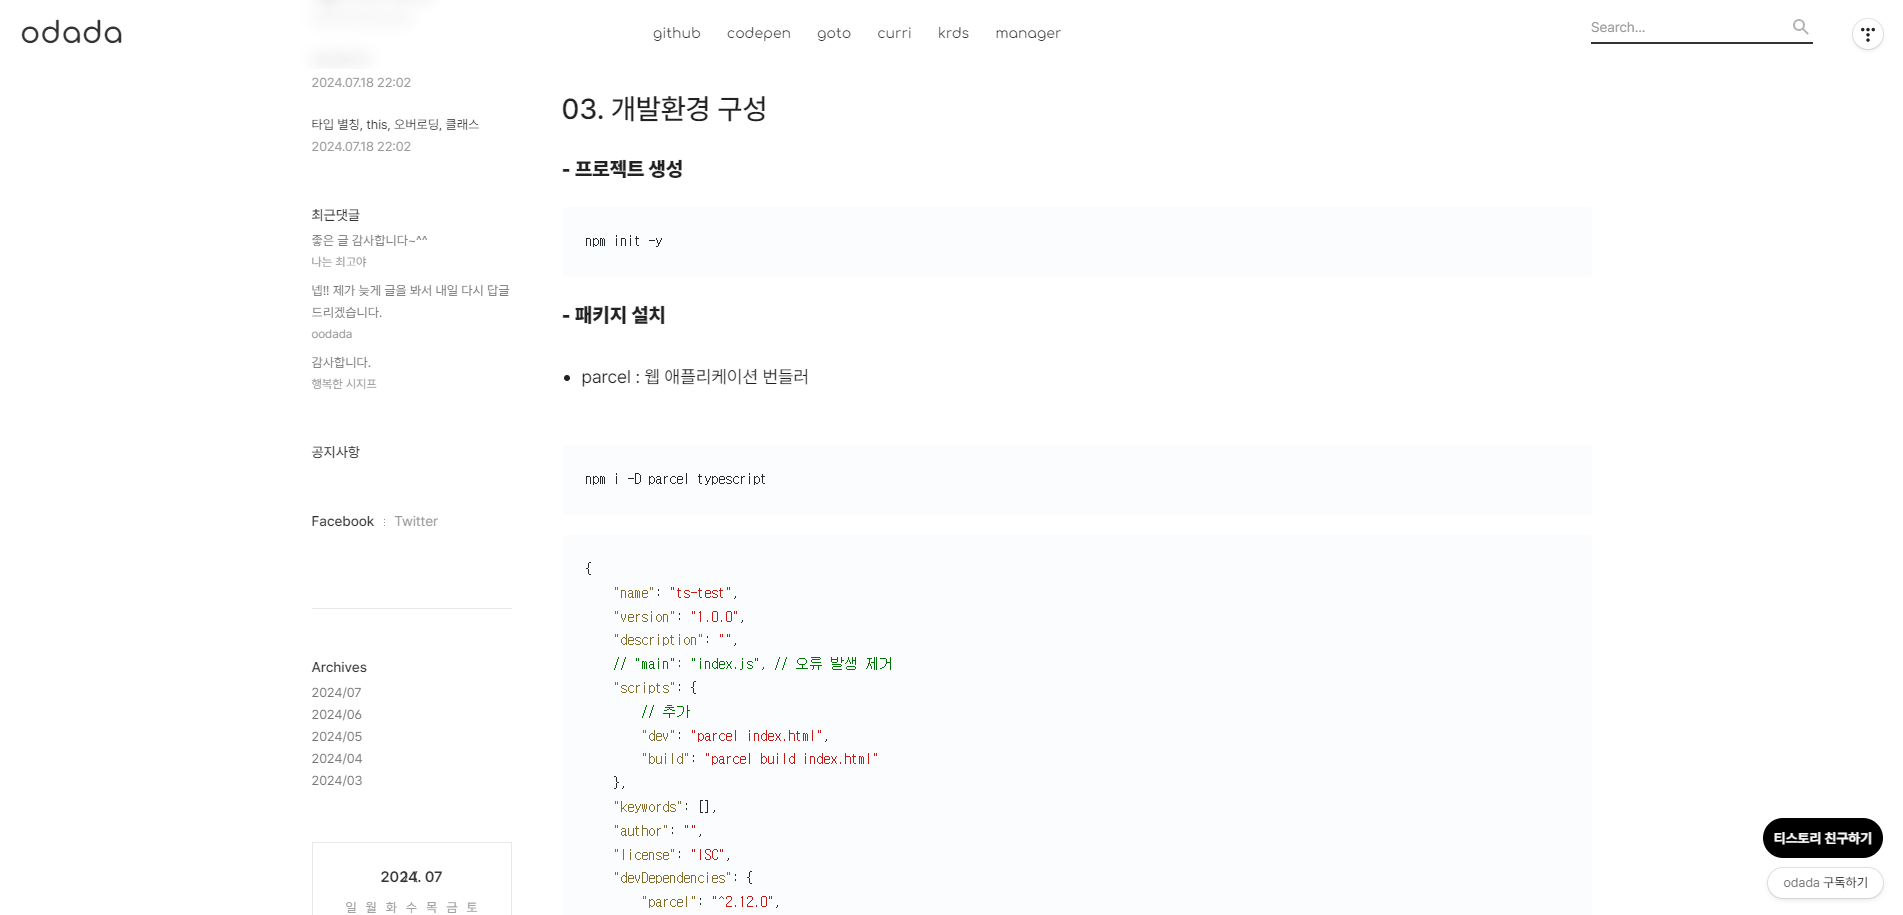 odada
github codepen goto curri krds manager
Search...
2024.07.18 22:02
타입 별칭, this, 오버로딩, 클래스
2024.07.18 22:02
최근댓글
좋은 글 감사합니다~^^
나는 최고야
넵!! 제가 늦게 글을 봐서 내일 다시 답글
드리겠습니다.
oodada
감사합니다.
행복한 시지프
공지사항
Facebook Twitter
Archives
2024/07
2024/06
2024/05
2024/04
2024/03
2024. 07
일 월 화 수 목 금 토
03. 개발환경 구성
- 프로젝트 생성
npm init -y
- 패키지 설치
• parcel : 웹 애플리케이션 번들러
npm i -D parcel typescript
{
"name": "ts-test",
"version": "1.0.0",
"description": "",
// "main": "index.js", // 오류 발생 제거
"scripts": {
// 추가
"dev": "parcel index.html",
"build": "parcel build index.html"
},
"keywords": [],
"author": "",
"license": "ISC",
"devDependencies": {
"parcel": "^2.12.0",
티스토리 친구하기
odada 구독하기